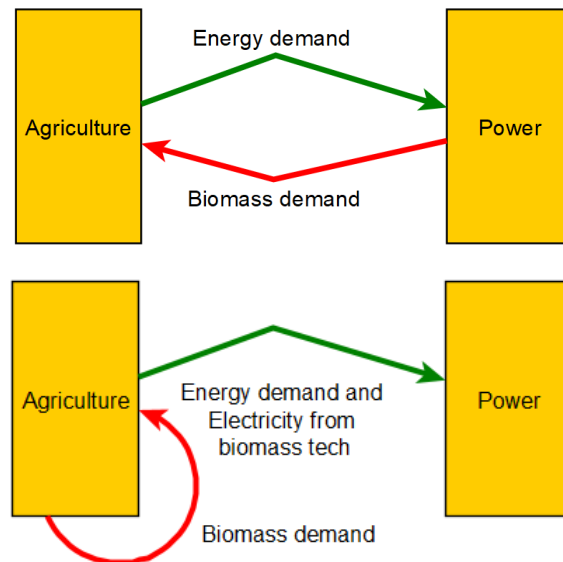 Energy demand
Agriculture
Power
Biomass demand
Agriculture
Energy demand and
Electricity from
biomass tech
Power
Biomass demand